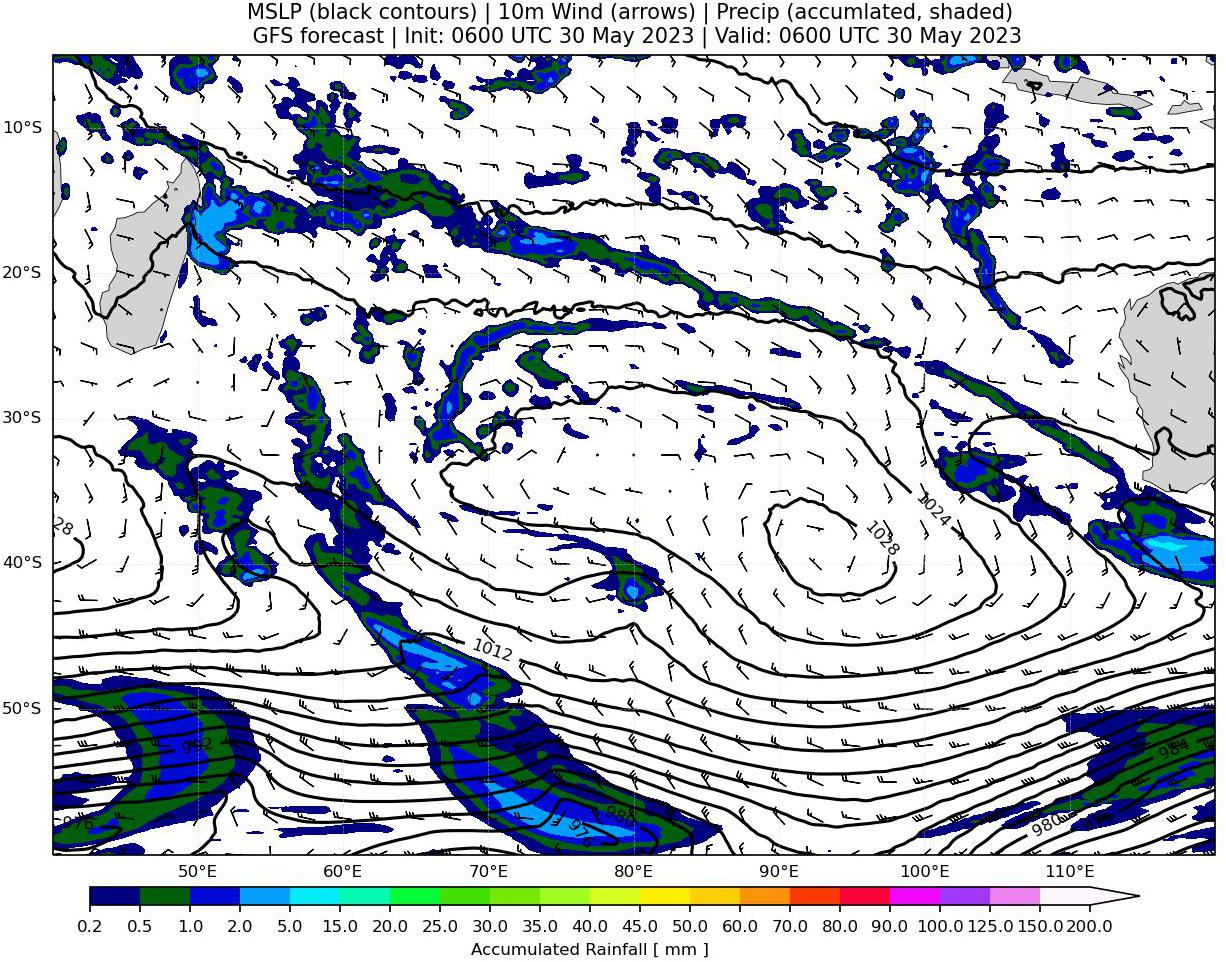 MSLP (black contours) | 10m Wind (arrows) | Precip (accumlated, shaded)
GFS forecast | Init: 0600 UTC 30 May 2023 | Valid: 0600 UTC 30 May 2023
10°S
20°S
30°S
1024
28
1028
40°S
1012
50°S
992
984
976
980
976
980
50°E
60°E
70°E
80°E
90°E
100°E
110°E
0.2 0.5 1.0 2.0 5.0 10.0 15.0 20.0 25.0 30.0 35.0 40.0 45.0 50.0 60.0 70.0 80.0 90.0 100.0 125.0 150.0 200.0
Accumulated Rainfall [ mm ]